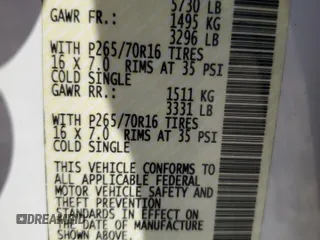 5730 LB
GAWR FR.: 1495 KG
3296 LB
WITH P265/70R16 TIRES
16 X 7.0 RIMS AT 35 PSI
COLD SINGLE
GAWR RR.: 1511 KG
3331 LB
WITH P265/70R16 TIRES
16 X 7.0 RIMS AT 35 PSI
COLD SINGLE
THIS VEHICLE CONFORMS TO
ALL APPLICABLE FEDERAL
MOTOR VEHICLE SAFETY AND
THEFT PREVENTION
STANDARDS IN EFFECT ON
THE DATE OF MANUFACTURE
SHOWN ABOVE.